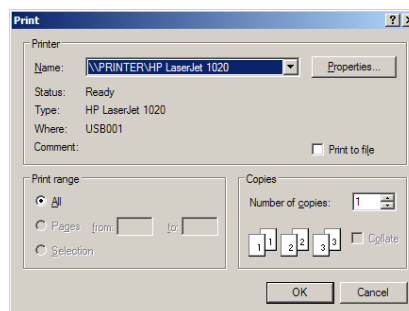 Print
Printer
Name: \\PRINTER\HP LaserJet 1020 Properties...
Status: Ready
Type: HP LaserJet 1020
Where: USB001
Comment: Print to file
Print range
All
Pages from: to:
Selection
Copies
Number of copies: 1
1 1 2 2 3 3 Collate
OK Cancel